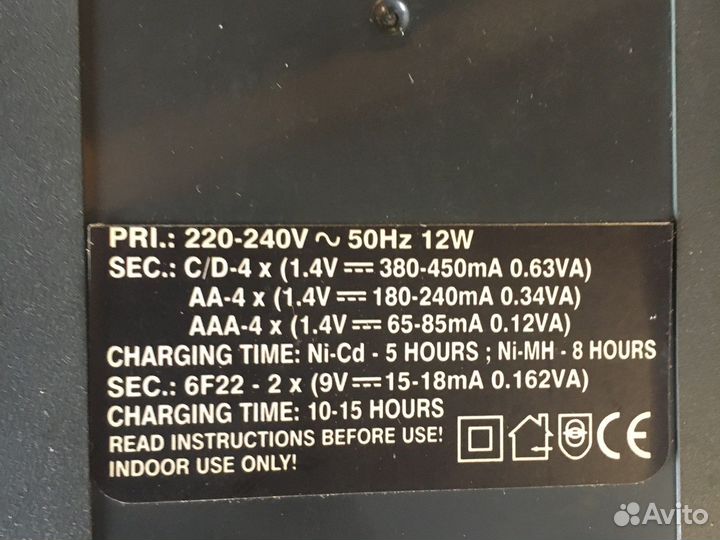 PRI.: 220-240V ~ 50Hz 12W
SEC.: C/D-4 x (1.4V ⎓ 380-450mA 0.63VA)
AA-4 x (1.4V ⎓ 180-240mA 0.34VA)
AAA-4 x (1.4V ⎓ 65-85mA 0.12VA)
CHARGING TIME: Ni-Cd - 5 HOURS ; Ni-MH - 8 HOURS
SEC.: 6F22 - 2 x (9V ⎓ 15-18mA 0.162VA)
CHARGING TIME: 10-15 HOURS
READ INSTRUCTIONS BEFORE USE!
INDOOR USE ONLY!
CE
Avito